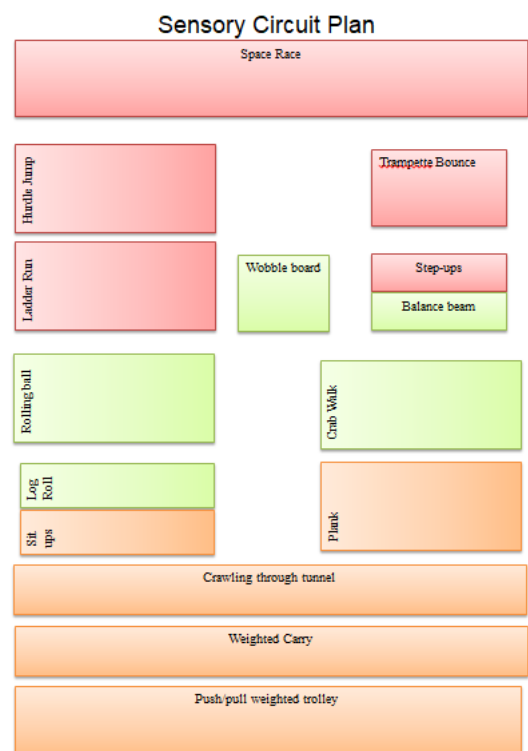 Sensory Circuit Plan
Space Race
Hurdle Jump
Trampette Bounce
Ladder Run
Wobble board
Step-ups
Balance beam
Rolling ball
Crab Walk
Log
Roll
Sit
ups
Plank
Crawling through tunnel
Weighted Carry
Push/pull weighted trolley